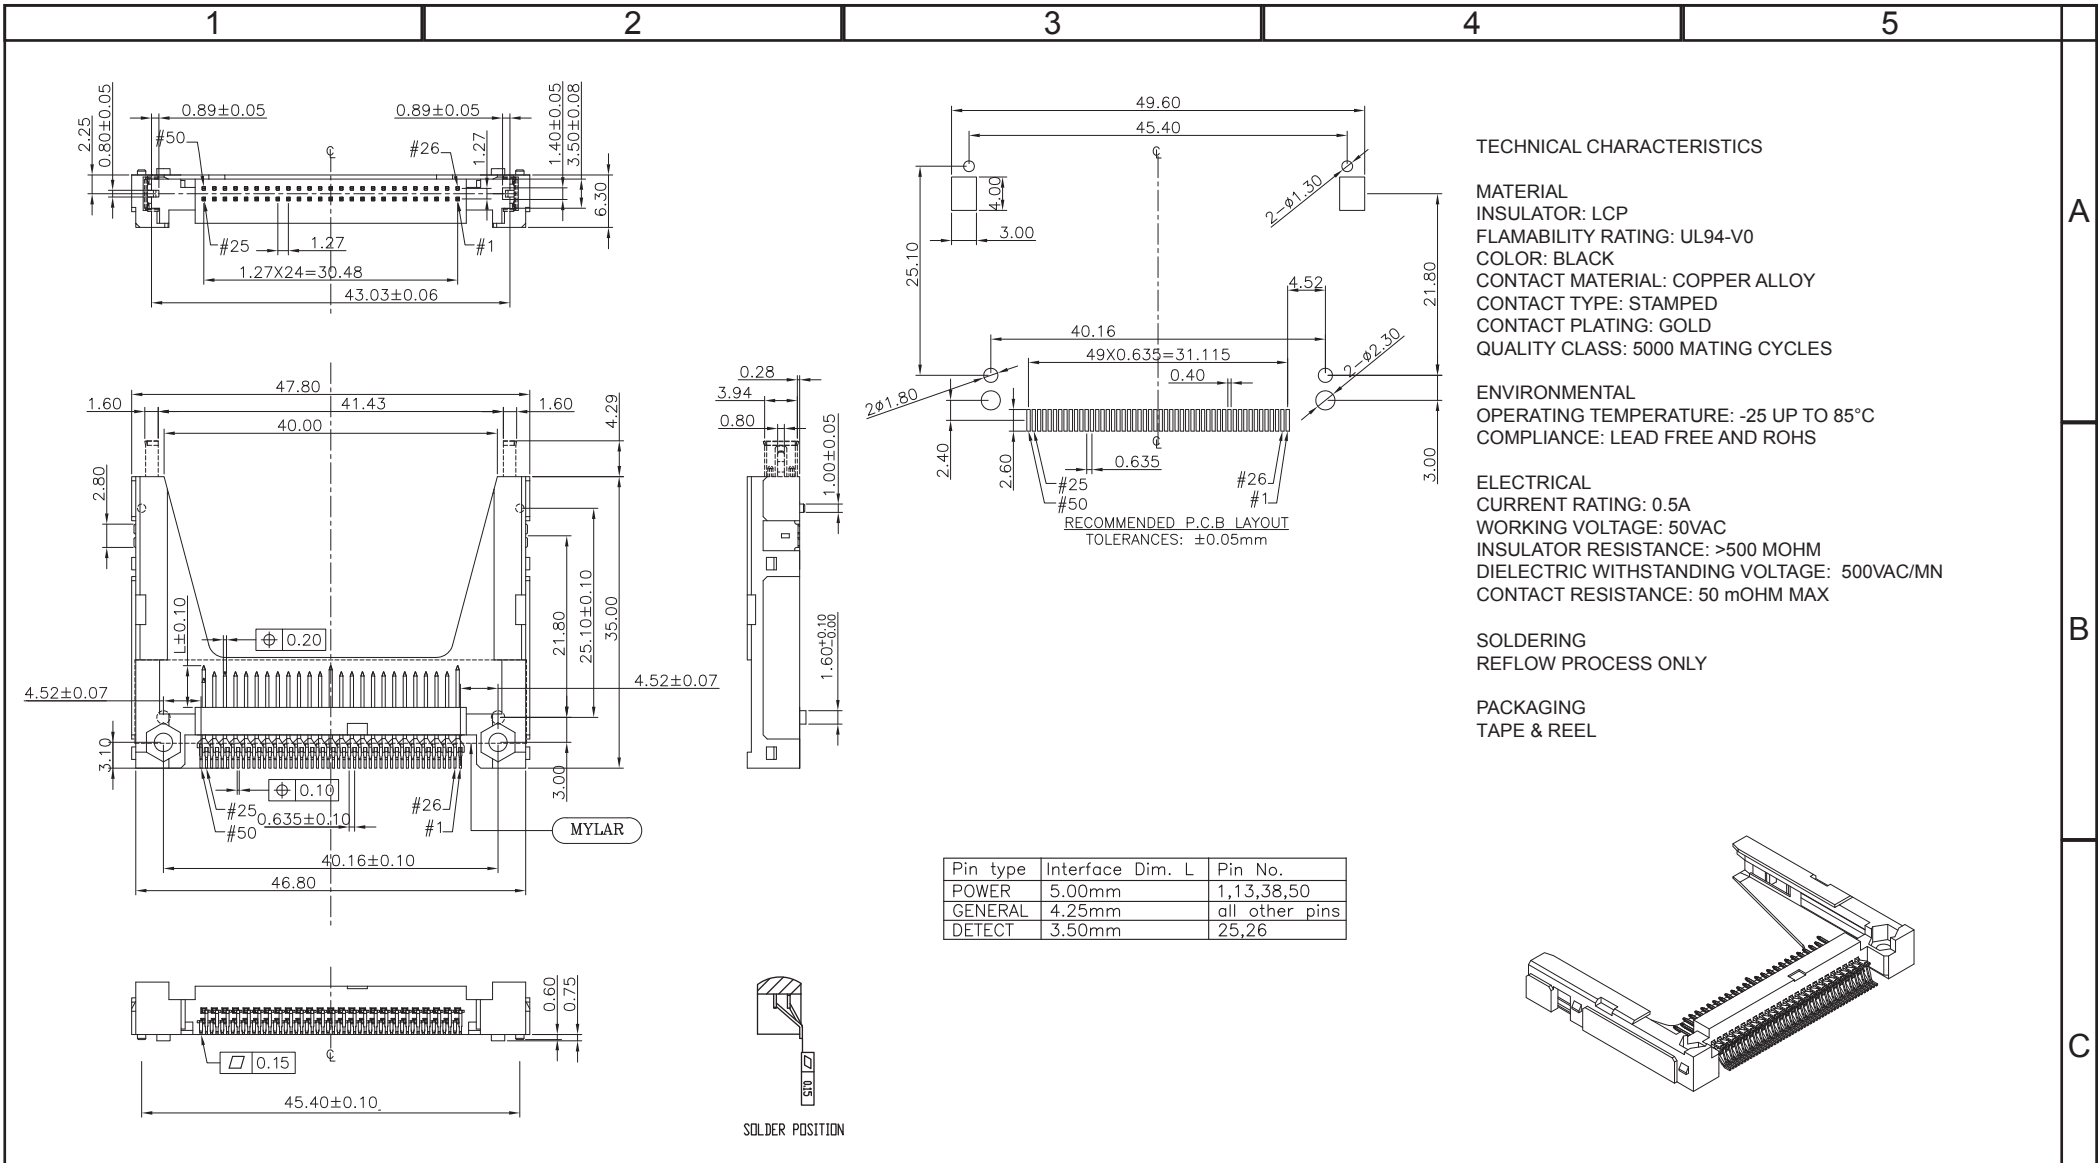 1 2 3 4 5
A
B
C
2.25
0.80±0.05
0.89±0.05
0.89±0.05
1.40±0.05
3.50±0.08
#50
#26
1.27
6.30
℄
#25
1.27
#1
1.27X24=30.48
43.03±0.06
47.80
1.60
41.43
1.60
40.00
4.29
2.80
L±0.10
⌖ 0.20
21.80
25.10±0.10
35.00
4.52±0.07
4.52±0.07
3.10
⌖ 0.10
3.00
#25
#50
0.635±0.10
#26
#1
MYLAR
40.16±0.10
46.80
0.28
3.94
0.80
1.00±0.05
1.60+0.10-0.00
0.60
0.75
℄
▱ 0.15
45.40±0.10
▱ 0.15
SOLDER POSITION
49.60
45.40
℄
4.00
3.00
2-ø1.30
25.10
21.80
4.52
40.16
49X0.635=31.115
0.40
2ø1.80
2-ø2.30
2.40
2.60
0.635
℄
3.00
#25
#50
#26
#1
RECOMMENDED P.C.B LAYOUT
TOLERANCES: ±0.05mm
TECHNICAL CHARACTERISTICS
MATERIAL
INSULATOR: LCP
FLAMABILITY RATING: UL94-V0
COLOR: BLACK
CONTACT MATERIAL: COPPER ALLOY
CONTACT TYPE: STAMPED
CONTACT PLATING: GOLD
QUALITY CLASS: 5000 MATING CYCLES
ENVIRONMENTAL
OPERATING TEMPERATURE: -25 UP TO 85°C
COMPLIANCE: LEAD FREE AND ROHS
ELECTRICAL
CURRENT RATING: 0.5A
WORKING VOLTAGE: 50VAC
INSULATOR RESISTANCE: >500 MOHM
DIELECTRIC WITHSTANDING VOLTAGE: 500VAC/MN
CONTACT RESISTANCE: 50 mOHM MAX
SOLDERING
REFLOW PROCESS ONLY
PACKAGING
TAPE & REEL
Pin type Interface Dim. L Pin No.
POWER 5.00mm 1,13,38,50
GENERAL 4.25mm all other pins
DETECT 3.50mm 25,26